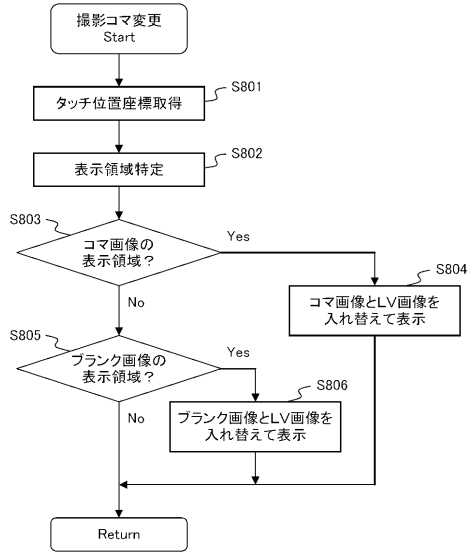 撮影コマ変更
Start
S801
タッチ位置座標取得
S802
表示領域特定
S803
コマ画像の
表示領域？
Yes
S804
コマ画像とLV画像を
入れ替えて表示
No
S805
ブランク画像の
表示領域？
Yes
S806
ブランク画像とLV画像を
入れ替えて表示
No
Return